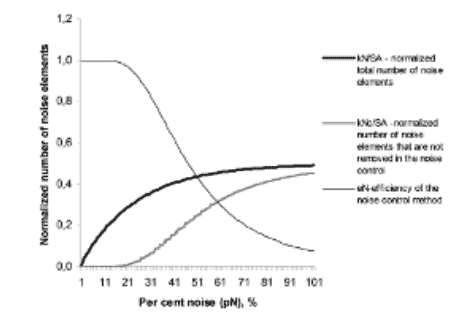 1,2
1,0
0,8
0,6
0,4
0,2
0,0
Normalized number of noise elements
1 11 21 31 41 51 61 71 81 91 101
Per cent noise (pN), %
kN/SA - normalized
total number of noise
elements
kNc/SA - normalized
number of noise
elements that are not
removed in the noise
control
eN-efficiency of the
noise control method